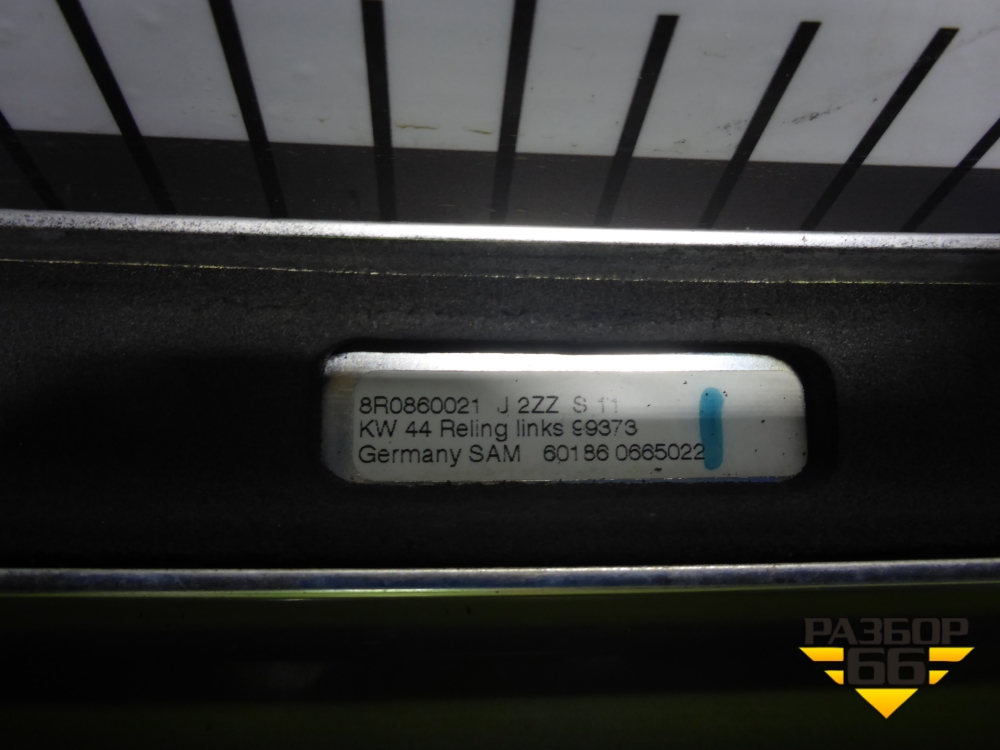 8R0860021 J 2ZZ S 11
KW 44 Reling links 99373
Germany SAM 60186 0665022
РАЗБОР
66